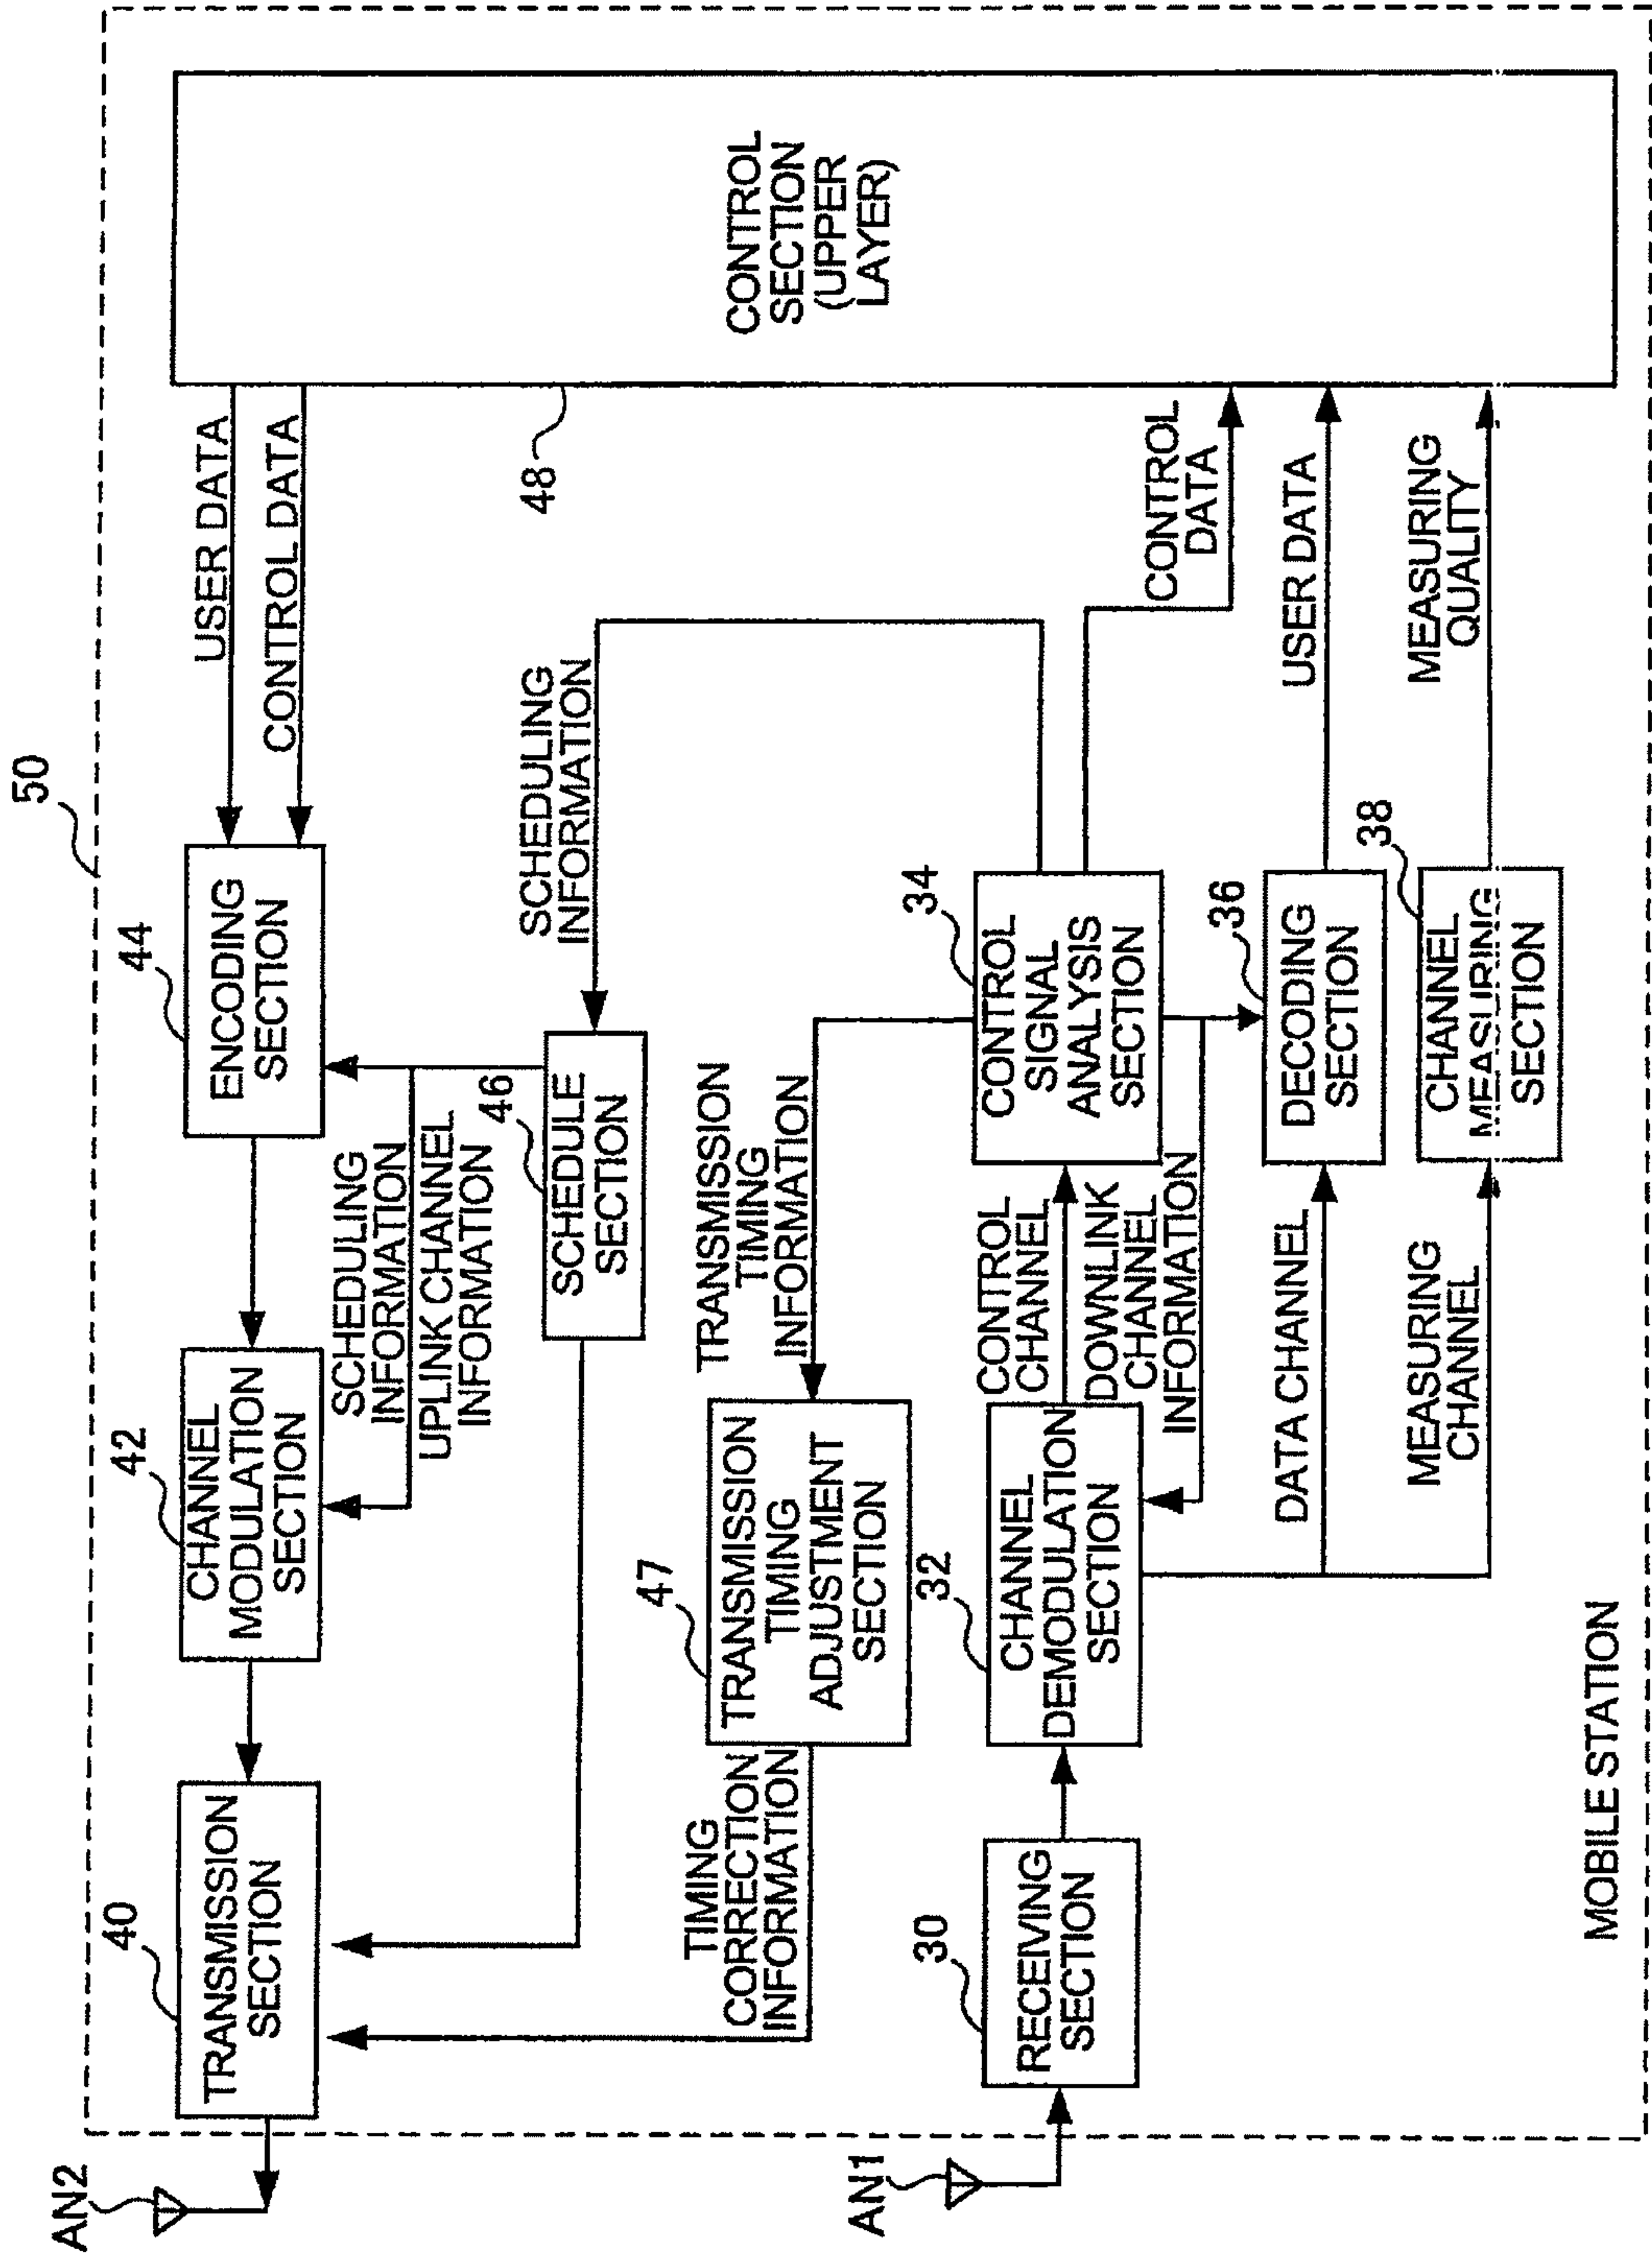 50
AN2
40
TRANSMISSION
SECTION
42
CHANNEL
MODULATION
SECTION
44
ENCODING
SECTION
USER DATA
CONTROL DATA
SCHEDULING
INFORMATION
UPLINK CHANNEL
INFORMATION
46
SCHEDULE
SECTION
SCHEDULING
INFORMATION
48
CONTROL
SECTION
(UPPER
LAYER)
TIMING
CORRECTION
INFORMATION
47
TRANSMISSION
TIMING
ADJUSTMENT
SECTION
TRANSMISSION
TIMING
INFORMATION
AN1
30
RECEIVING
SECTION
32
CHANNEL
DEMODULATION
SECTION
CONTROL
CHANNEL
DOWNLINK
CHANNEL
INFORMATION
34
CONTROL
SIGNAL
ANALYSIS
SECTION
CONTROL
DATA
DATA CHANNEL
36
DECODING
SECTION
USER DATA
MEASURING
CHANNEL
38
CHANNEL
MEASURING
SECTION
MEASURING
QUALITY
MOBILE STATION